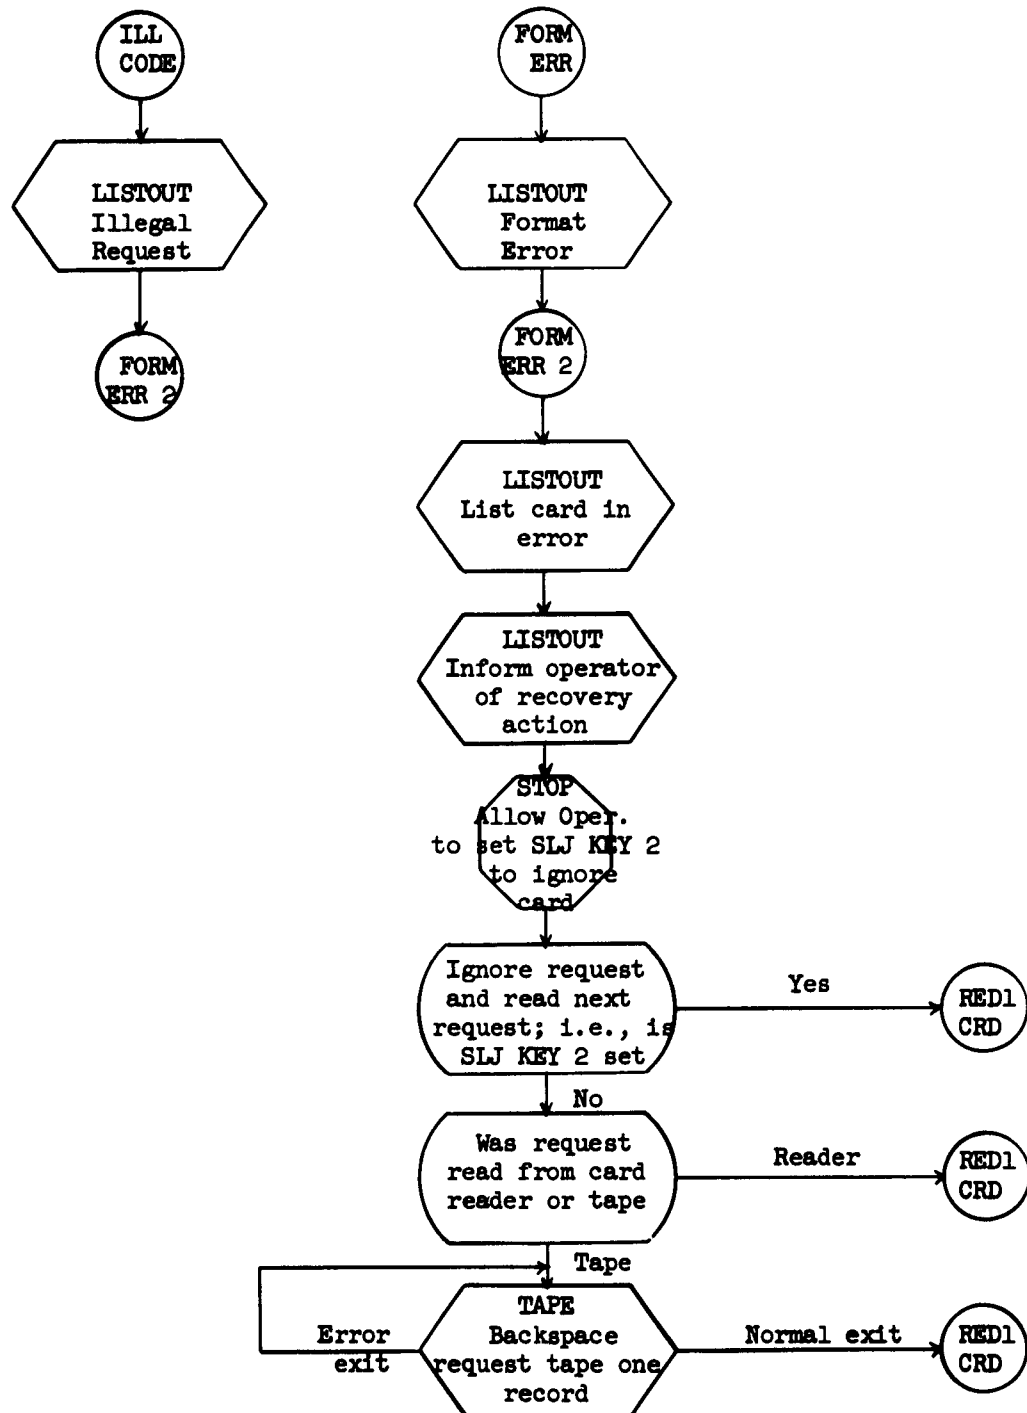 ILL
CODE
LISTOUT
Illegal
Request
FORM
ERR 2
FORM
ERR
LISTOUT
Format
Error
FORM
ERR 2
LISTOUT
List card in
error
LISTOUT
Inform operator
of recovery
action
STOP
Allow Oper.
to set SLJ KEY 2
to ignore
card
Ignore request
and read next
request; i.e., is
SLJ KEY 2 set
Yes
RED1
CRD
No
Was request
read from card
reader or tape
Reader
RED1
CRD
Tape
TAPE
Backspace
request tape one
record
Error
exit
Normal exit
RED1
CRD